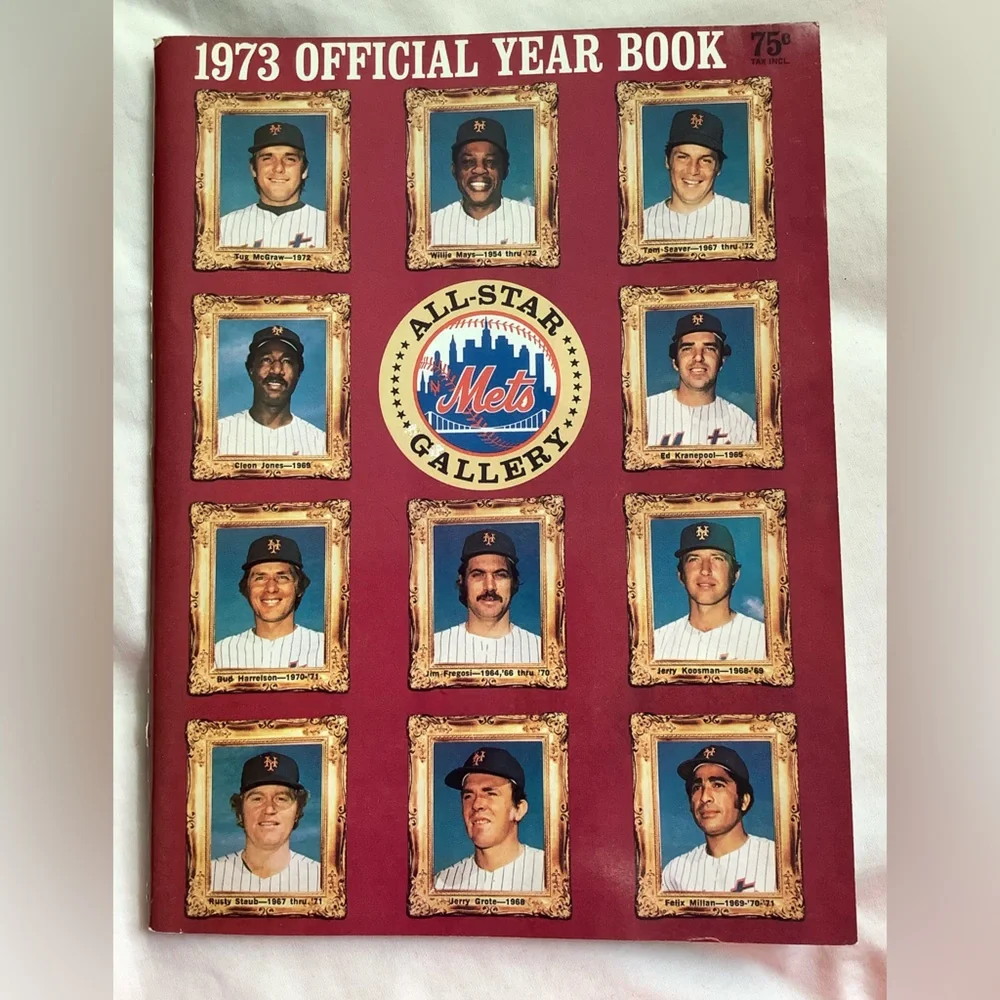 1973 OFFICIAL YEAR BOOK
75¢
TAX INCL.
Tug McGraw—1972
Willie Mays—1954 thru '72
Tom Seaver—1967 thru '72
ALL-STAR
Mets
GALLERY
Cleon Jones—1969
Ed Kranepool—1965
Bud Harrelson—1970-'71
Jim Fregosi—1964,'66 thru '70
Jerry Koosman—1968-'69
Rusty Staub—1967 thru '71
Jerry Grote—1968
Felix Millan—1969-'70-'71